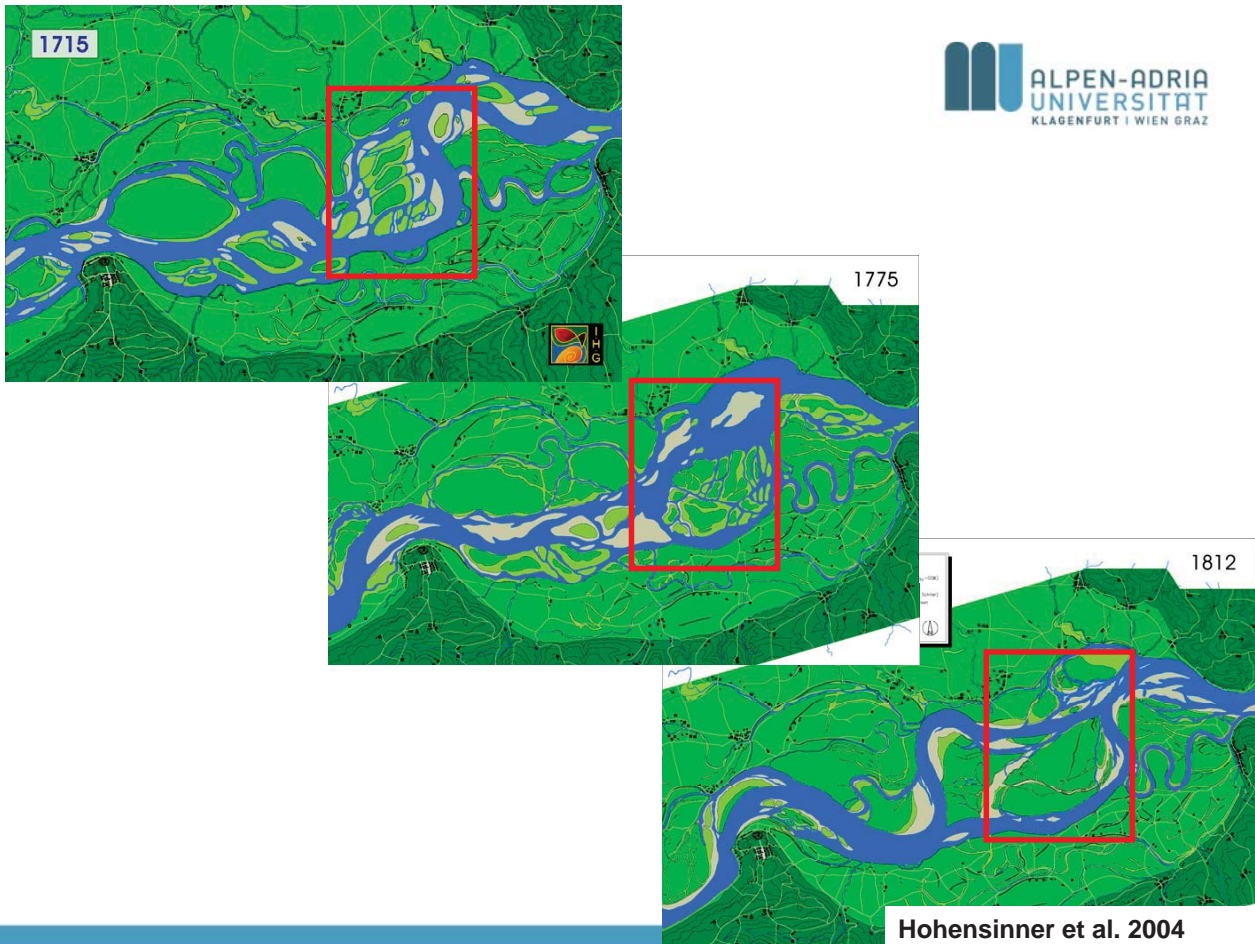 1715
ALPEN-ADRIA
UNIVERSITÄT
KLAGENFURT | WIEN GRAZ
I
H
G
1775
1812
Hohensinner et al. 2004